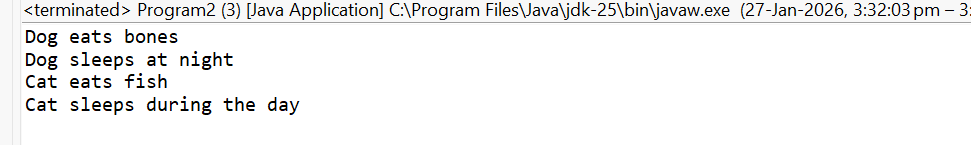 <terminated> Program2 (3) [Java Application] C:\Program Files\Java\jdk-25\bin\javaw.exe (27-Jan-2026, 3:32:03 pm – 3:
Dog eats bones
Dog sleeps at night
Cat eats fish
Cat sleeps during the day